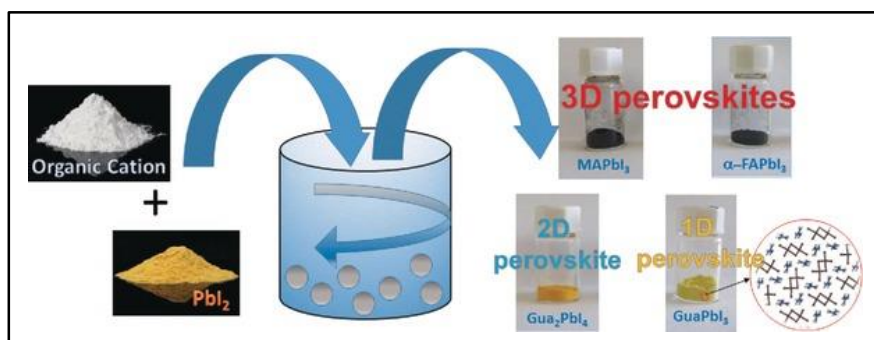 Organic Cation
+
PbI₂
3D perovskites
MAPbI₃
α-FAPbI₃
2D
perovskite
Gua₂PbI₄
1D
perovskite
GuaPbI₃